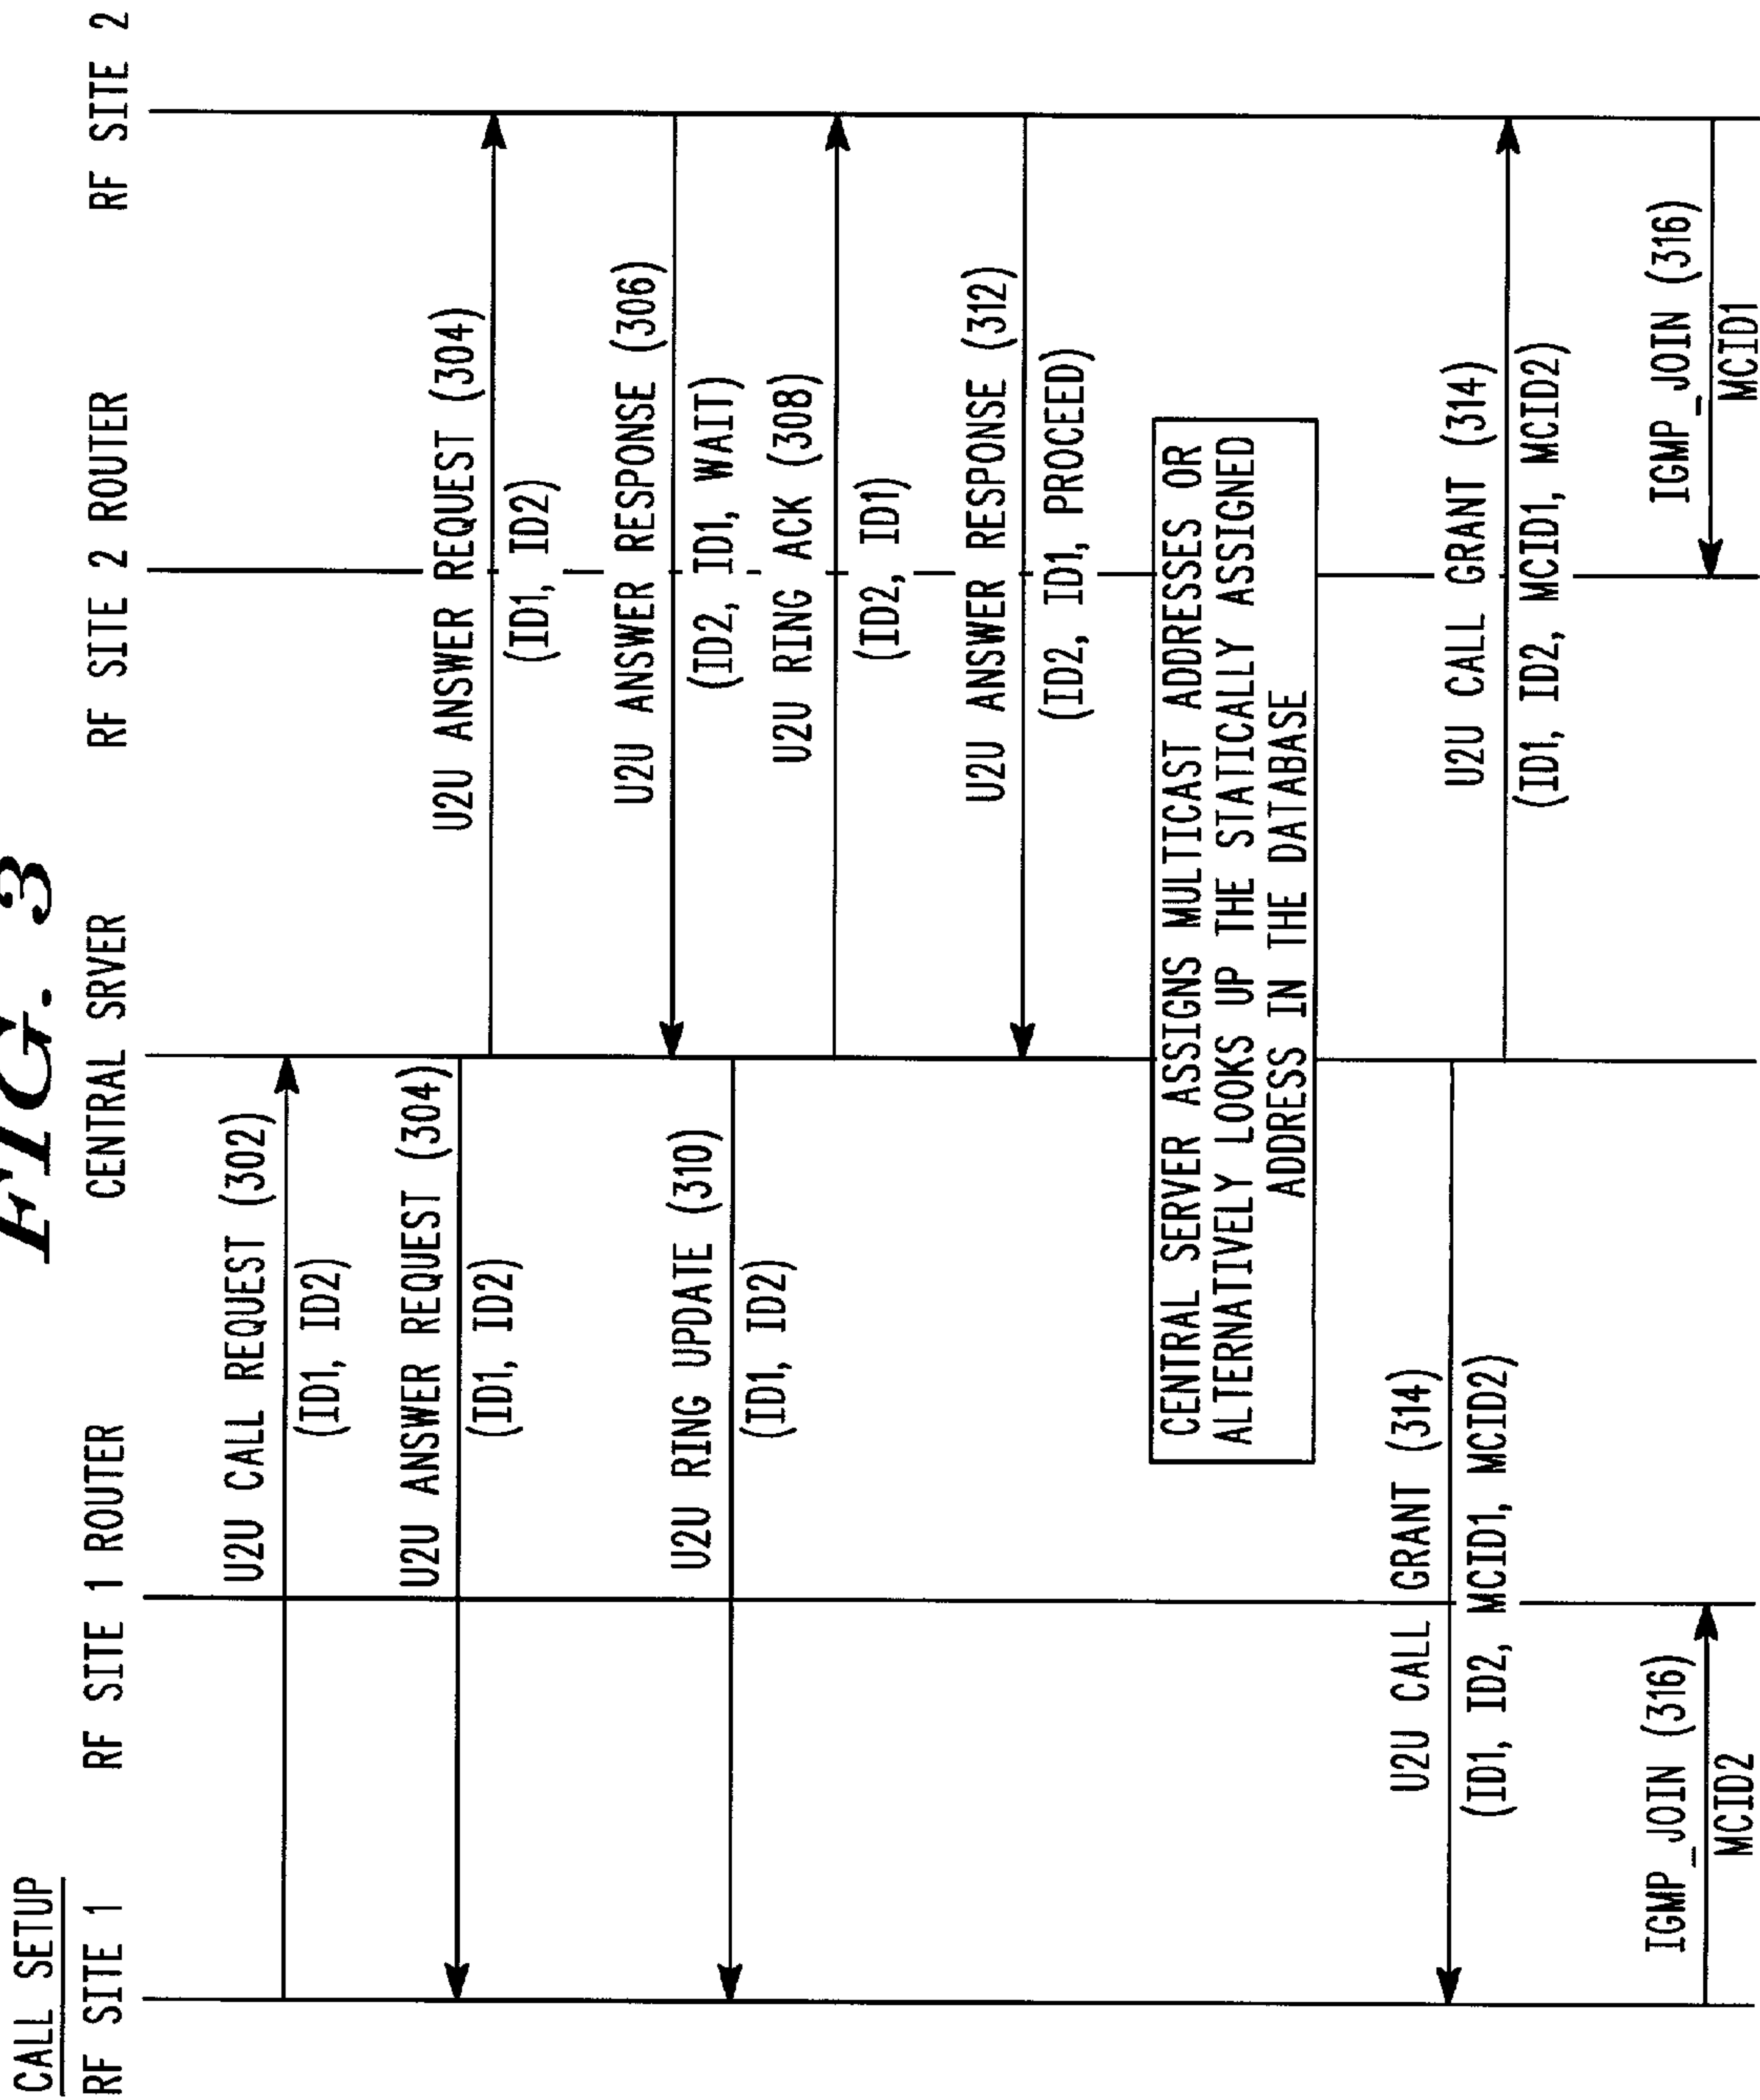 FIG. 3
CALL SETUP
RF SITE 1
RF SITE 1 ROUTER
CENTRAL SRVER
RF SITE 2 ROUTER
RF SITE 2
U2U CALL REQUEST (302)
(ID1, ID2)
U2U ANSWER REQUEST (304)
(ID1, ID2)
U2U ANSWER REQUEST (304)
(ID1, ID2)
U2U ANSWER RESPONSE (306)
(ID2, ID1, WAIT)
U2U RING UPDATE (310)
(ID1, ID2)
U2U RING ACK (308)
(ID2, ID1)
U2U ANSWER RESPONSE (312)
(ID2, ID1, PROCEED)
CENTRAL SERVER ASSIGNS MULTICAST ADDRESSES OR
ALTERNATIVELY LOOKS UP THE STATICALLY ASSIGNED
ADDRESS IN THE DATABASE
U2U CALL GRANT (314)
(ID1, ID2, MCID1, MCID2)
U2U CALL GRANT (314)
(ID1, ID2, MCID1, MCID2)
IGMP_JOIN (316)
MCID2
IGMP_JOIN (316)
MCID1